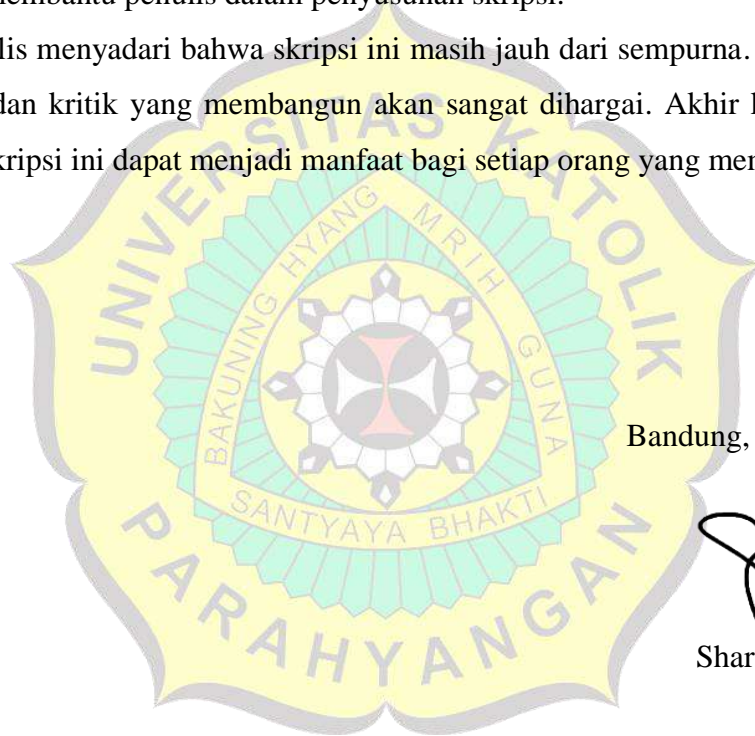 membantu penulis dalam penyusunan skripsi.
lis menyadari bahwa skripsi ini masih jauh dari sempurna.
dan kritik yang membangun akan sangat dihargai. Akhir
kripsi ini dapat menjadi manfaat bagi setiap orang yang
UNIVERSITAS KATOLIK
BAKUNING HYANG MRIH GUNA
SANTYAYA BHAKTI
PARAHYANGAN
Bandung,
Shar